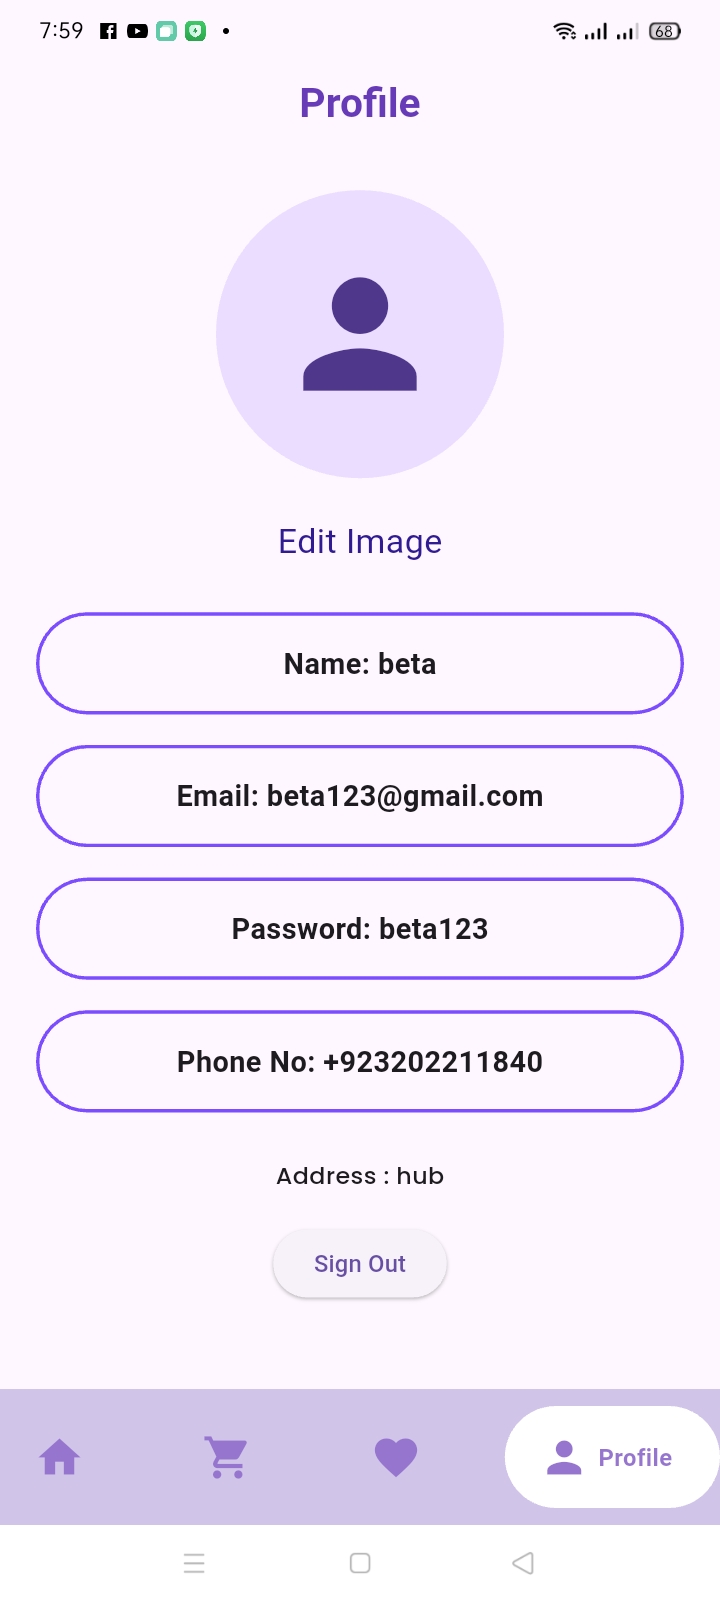 7:59
68
Profile
Edit Image
Name: beta
Email: beta123@gmail.com
Password: beta123
Phone No: +923202211840
Address : hub
Sign Out
Profile